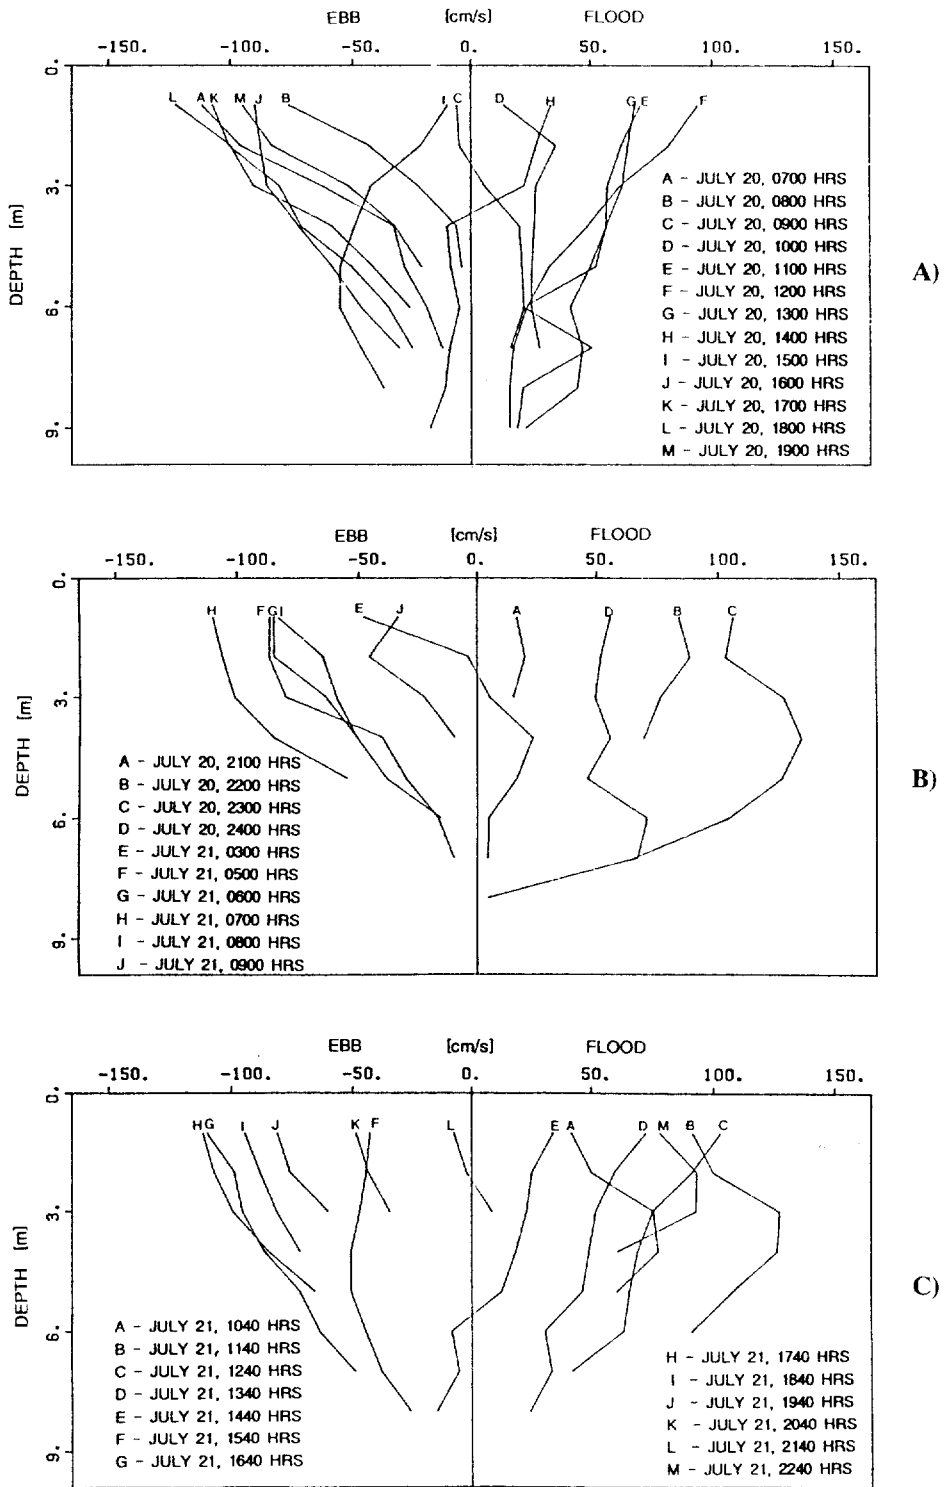 EBB [cm/s] FLOOD
-150. -100. -50. 0. 50. 100. 150.
0.
L A K M J B I C D H G E F
3.
A - JULY 20, 0700 HRS
B - JULY 20, 0800 HRS
C - JULY 20, 0900 HRS
D - JULY 20, 1000 HRS
E - JULY 20, 1100 HRS
F - JULY 20, 1200 HRS
G - JULY 20, 1300 HRS
H - JULY 20, 1400 HRS
I - JULY 20, 1500 HRS
J - JULY 20, 1600 HRS
K - JULY 20, 1700 HRS
L - JULY 20, 1800 HRS
M - JULY 20, 1900 HRS
DEPTH [m]
6.
9.
A)
EBB [cm/s] FLOOD
-150. -100. -50. 0. 50. 100. 150.
0.
H F G I E J A D B C
3.
DEPTH [m]
A - JULY 20, 2100 HRS
B - JULY 20, 2200 HRS
C - JULY 20, 2300 HRS
D - JULY 20, 2400 HRS
E - JULY 21, 0300 HRS
F - JULY 21, 0500 HRS
G - JULY 21, 0600 HRS
H - JULY 21, 0700 HRS
I - JULY 21, 0800 HRS
J - JULY 21, 0900 HRS
6.
9.
B)
EBB [cm/s] FLOOD
-150. -100. -50. 0. 50. 100. 150.
0.
H G I J K F L E A D M B C
3.
DEPTH [m]
6.
9.
A - JULY 21, 1040 HRS
B - JULY 21, 1140 HRS
C - JULY 21, 1240 HRS
D - JULY 21, 1340 HRS
E - JULY 21, 1440 HRS
F - JULY 21, 1540 HRS
G - JULY 21, 1640 HRS
H - JULY 21, 1740 HRS
I - JULY 21, 1840 HRS
J - JULY 21, 1940 HRS
K - JULY 21, 2040 HRS
L - JULY 21, 2140 HRS
M - JULY 21, 2240 HRS
C)